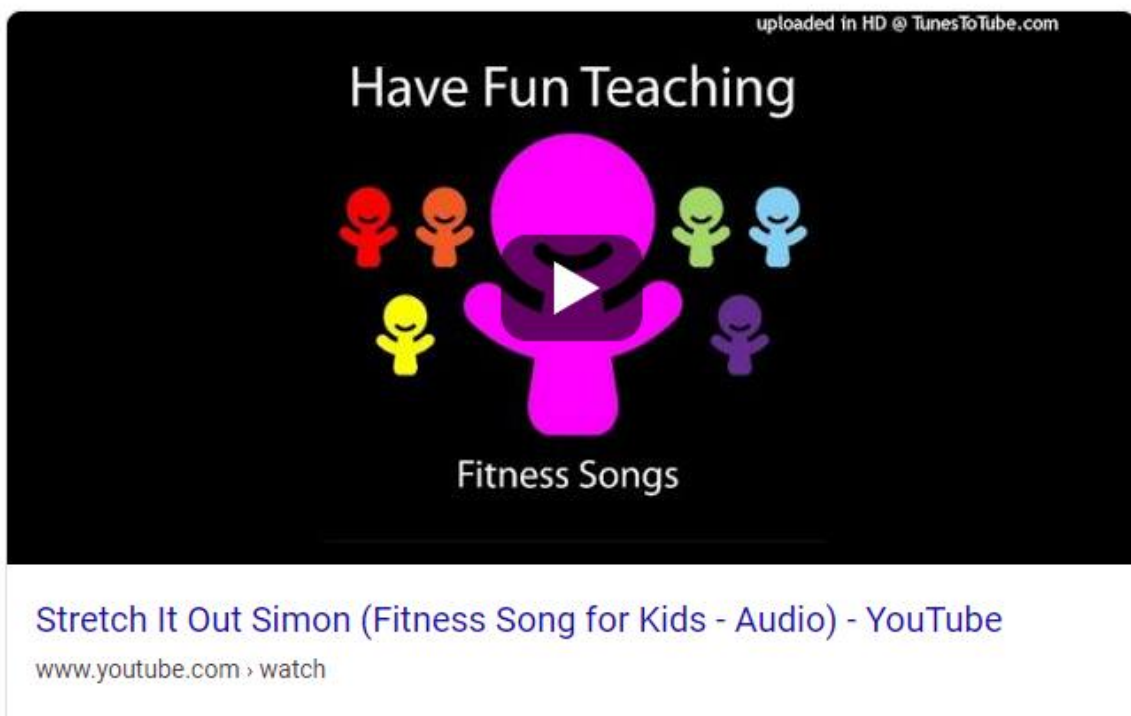 uploaded in HD @ TunesToTube.com
Have Fun Teaching
Fitness Songs
Stretch It Out Simon (Fitness Song for Kids - Audio) - YouTube
www.youtube.com › watch